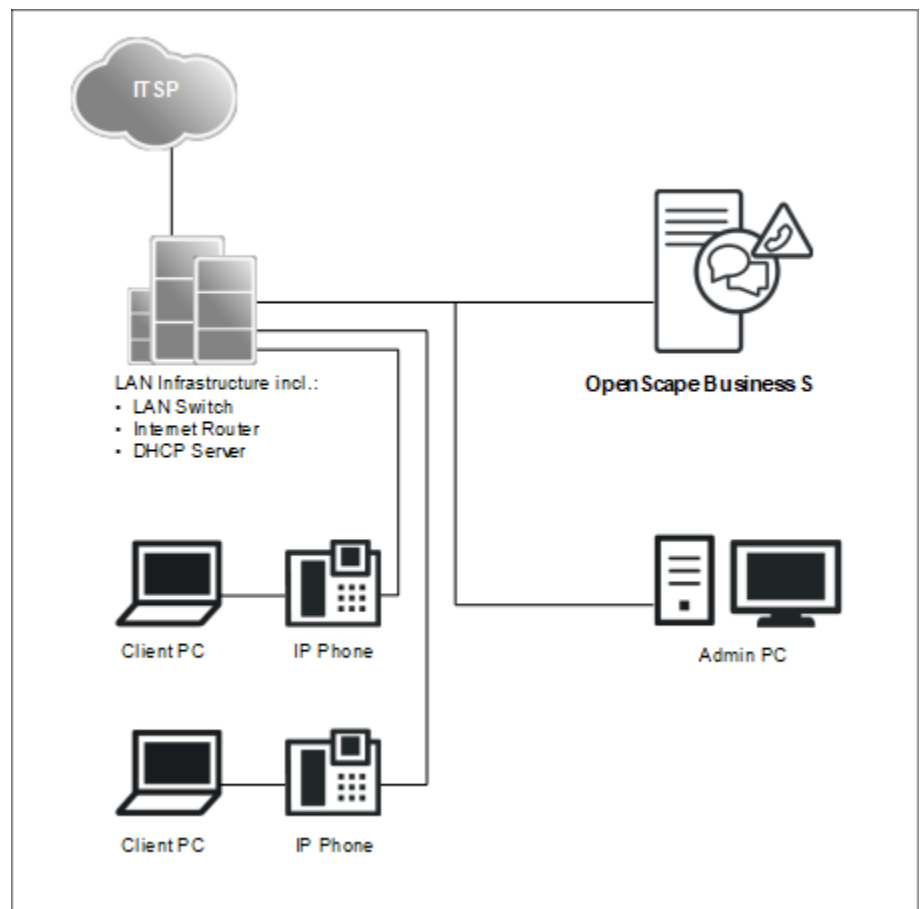 ITSP
LAN Infrastructure incl.:
• LAN Switch
• Internet Router
• DHCP Server
OpenScape Business S
Client PC
IP Phone
Admin PC
Client PC
IP Phone